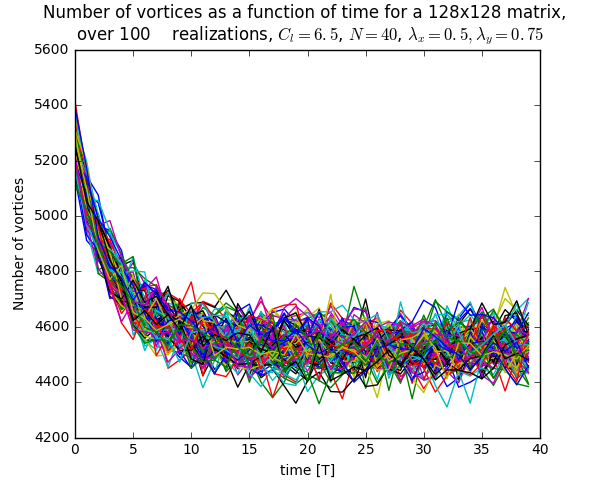 Number of vortices as a function of time for a 128x128 matrix,
over 100    realizations, $C_l = 6.5$, $N = 40$, $\lambda_x = 0.5, \lambda_y = 0.75$
5600
5400
5200
5000
4800
4600
4400
4200
Number of vortices
0 5 10 15 20 25 30 35 40
time [T]